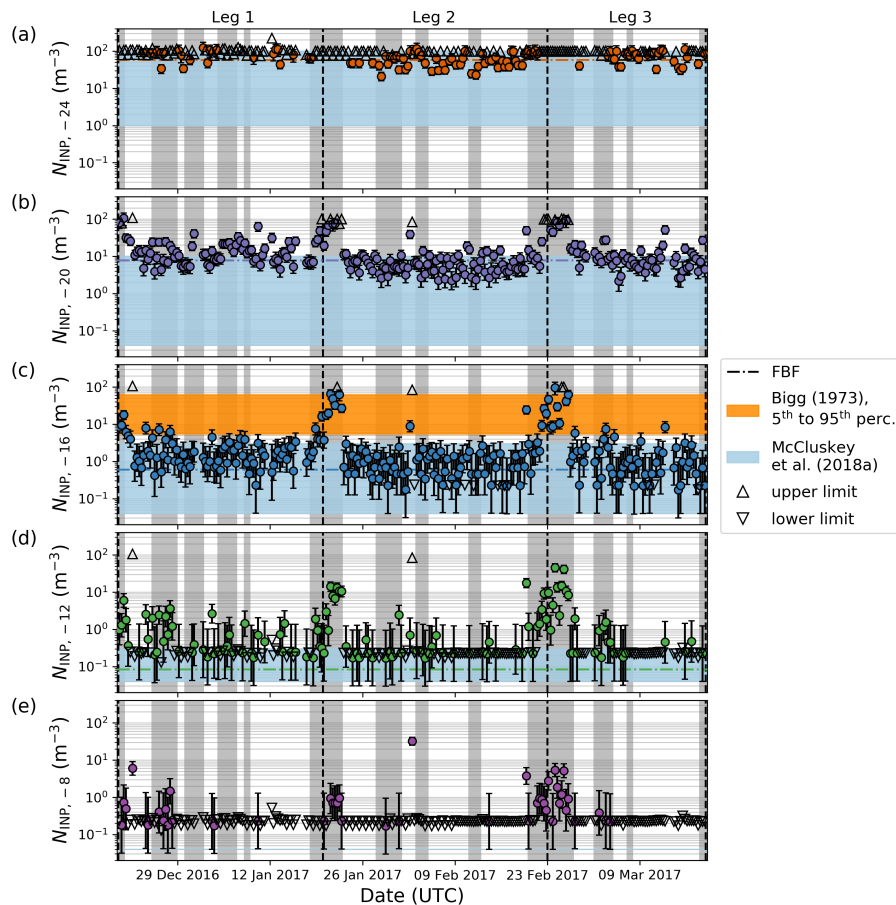 Leg 1 Leg 2 Leg 3
(a)
N_INP, −24 (m⁻³)
10²
10¹
10⁰
10⁻¹
(b)
N_INP, −20 (m⁻³)
10²
10¹
10⁰
10⁻¹
(c)
N_INP, −16 (m⁻³)
10²
10¹
10⁰
10⁻¹
FBF
Bigg (1973),
5ᵗʰ to 95ᵗʰ perc.
McCluskey
et al. (2018a)
upper limit
lower limit
(d)
N_INP, −12 (m⁻³)
10²
10¹
10⁰
10⁻¹
(e)
N_INP, −8 (m⁻³)
10²
10¹
10⁰
10⁻¹
29 Dec 2016 12 Jan 2017 26 Jan 2017 09 Feb 2017 23 Feb 2017 09 Mar 2017
Date (UTC)